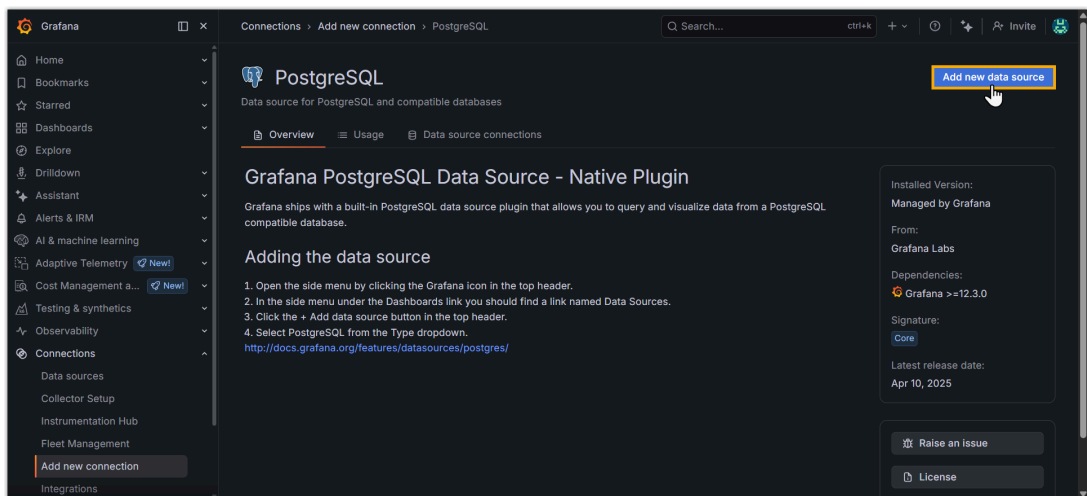 Grafana
Connections › Add new connection › PostgreSQL
Search...
ctrl+k
Invite
Home
Bookmarks
Starred
Dashboards
Explore
Drilldown
Assistant
Alerts & IRM
AI & machine learning
Adaptive Telemetry New!
Cost Management a... New!
Testing & synthetics
Observability
Connections
Data sources
Collector Setup
Instrumentation Hub
Fleet Management
Add new connection
Integrations
PostgreSQL
Add new data source
Data source for PostgreSQL and compatible databases
Overview
Usage
Data source connections
Grafana PostgreSQL Data Source - Native Plugin
Grafana ships with a built-in PostgreSQL data source plugin that allows you to query and visualize data from a PostgreSQL
compatible database.
Adding the data source
1. Open the side menu by clicking the Grafana icon in the top header.
2. In the side menu under the Dashboards link you should find a link named Data Sources.
3. Click the + Add data source button in the top header.
4. Select PostgreSQL from the Type dropdown.
http://docs.grafana.org/features/datasources/postgres/
Installed Version:
Managed by Grafana
From:
Grafana Labs
Dependencies:
Grafana >=12.3.0
Signature:
Core
Latest release date:
Apr 10, 2025
Raise an issue
License